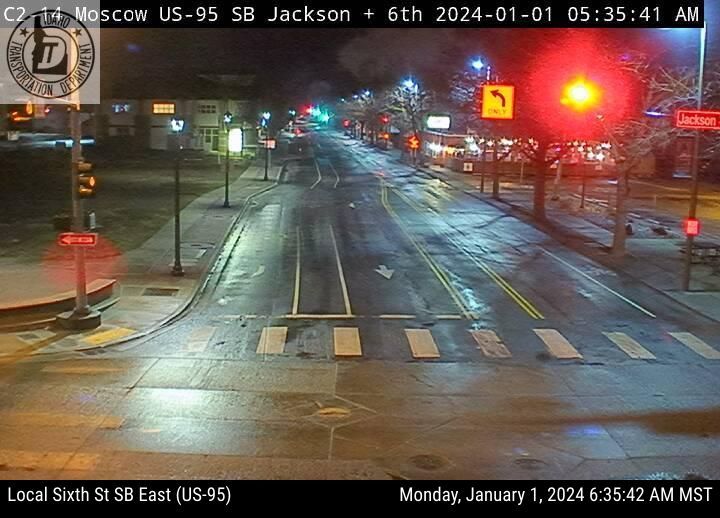 C2.14 Moscow US-95 SB Jackson + 6th 2024-01-01 05:35:41 AM
IDAHO
TRANSPORTATION DEPARTMENT
ONLY
Jackson
Local Sixth St SB East (US-95)
Monday, January 1, 2024 6:35:42 AM MST